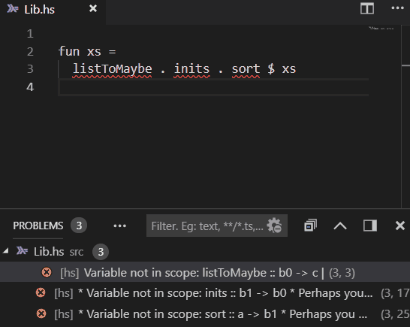 Lib.hs
1
2 fun xs =
3 listToMaybe . inits . sort $ xs
4
PROBLEMS 3 ... Filter. Eg: text, **/*.ts,...
Lib.hs src 3
[hs] Variable not in scope: listToMaybe :: b0 -> c | (3, 3)
[hs] * Variable not in scope: inits :: b1 -> b0 * Perhaps you... (3, 17
[hs] * Variable not in scope: sort :: a -> b1 * Perhaps you ... (3, 25